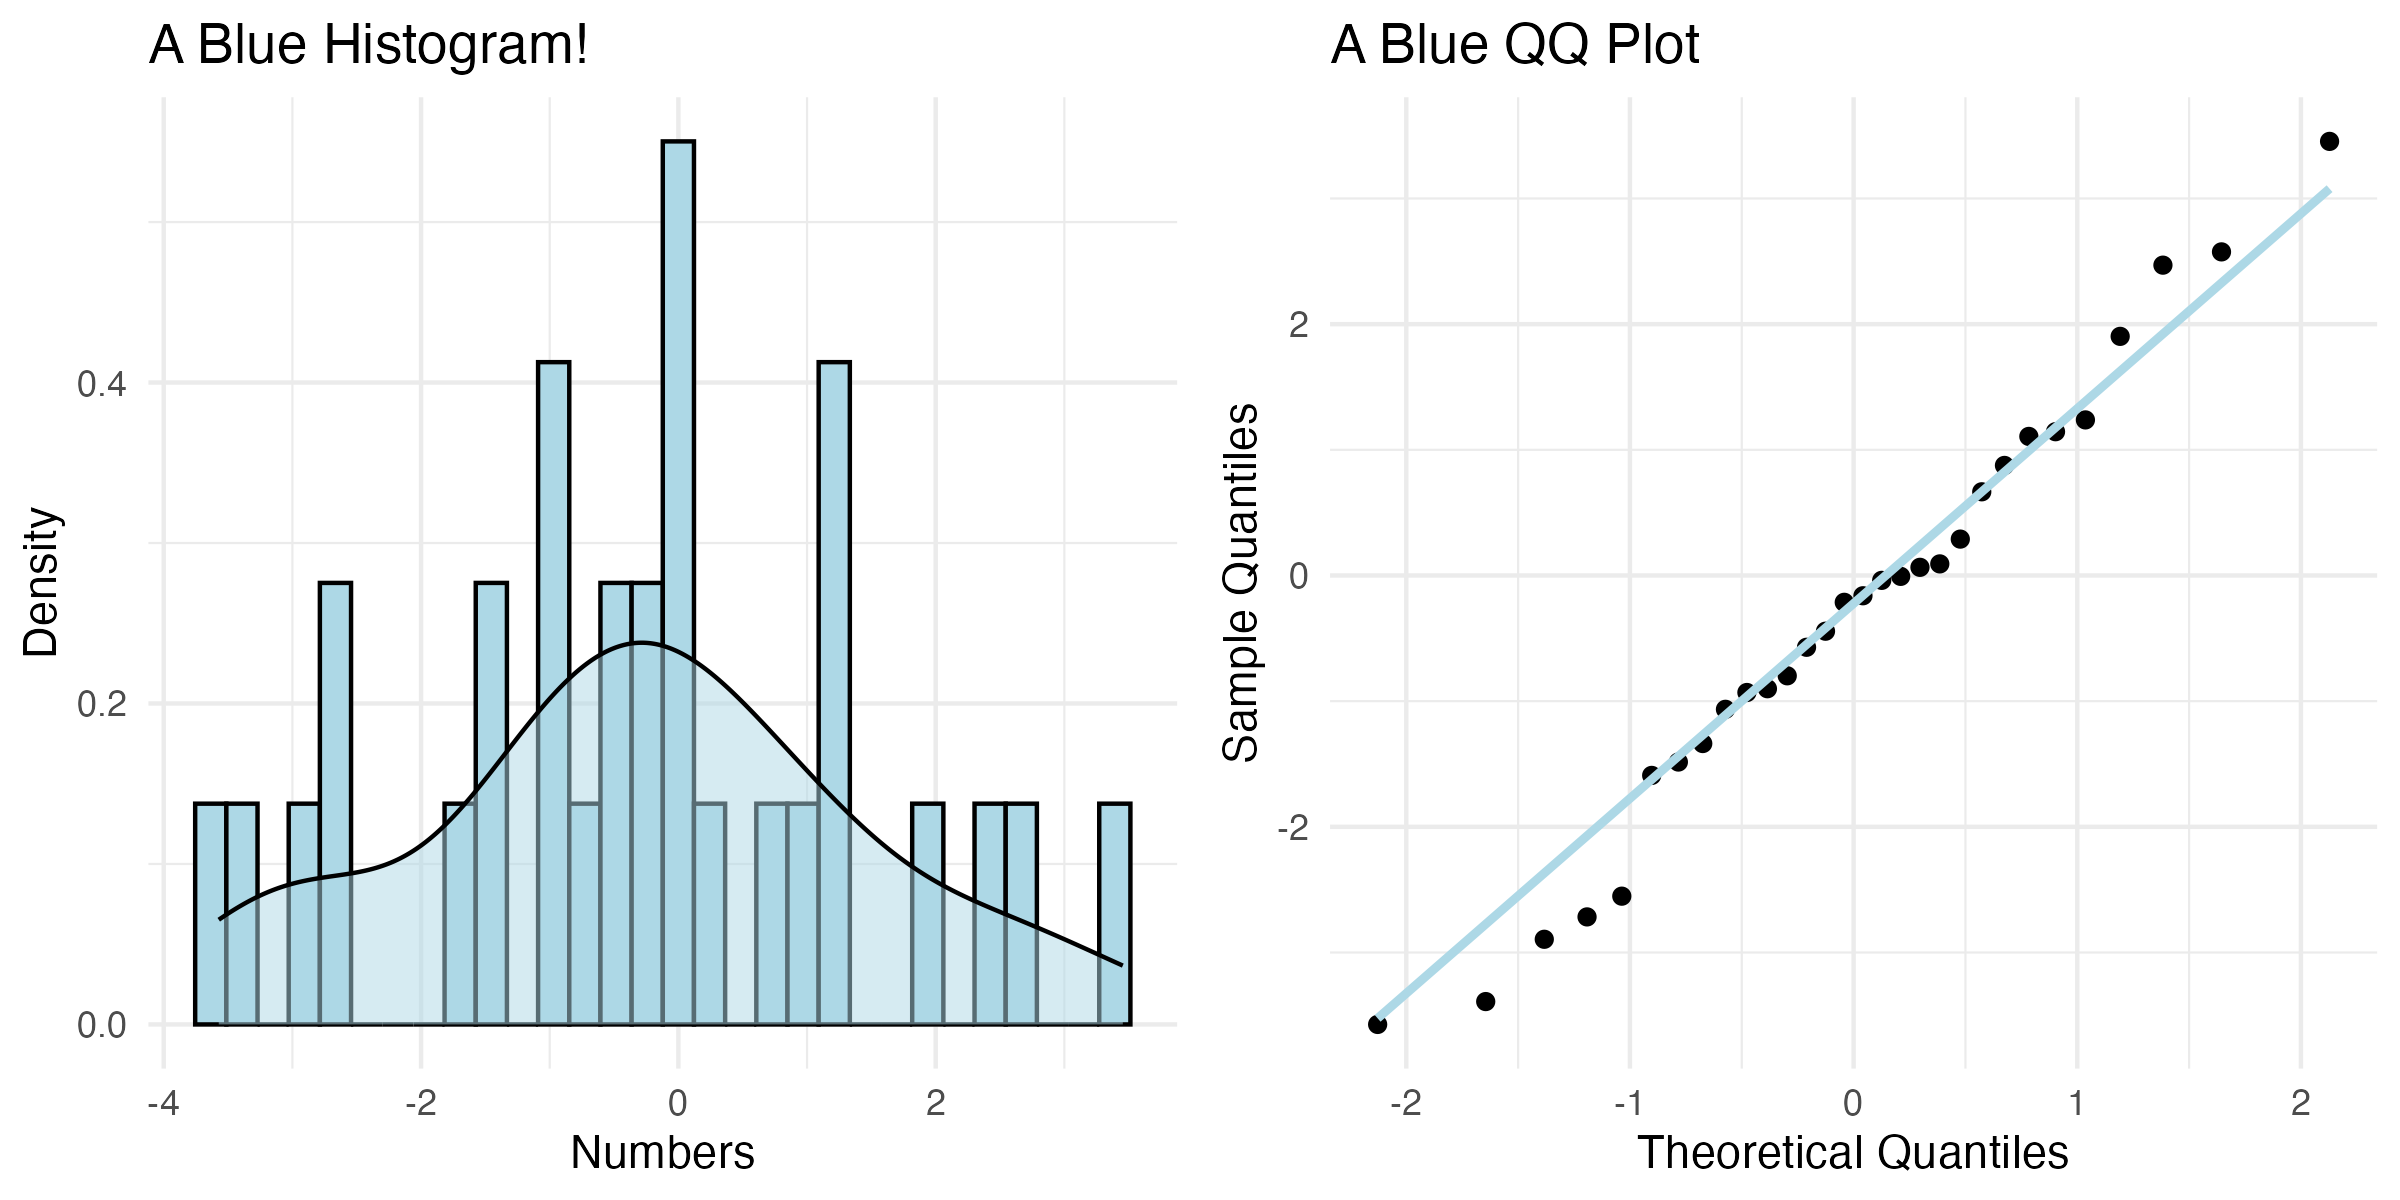 A Blue Histogram!
Density
0.4
0.2
0.0
-4 -2 0 2
Numbers
A Blue QQ Plot
Sample Quantiles
2
0
-2
-2 -1 0 1 2
Theoretical Quantiles